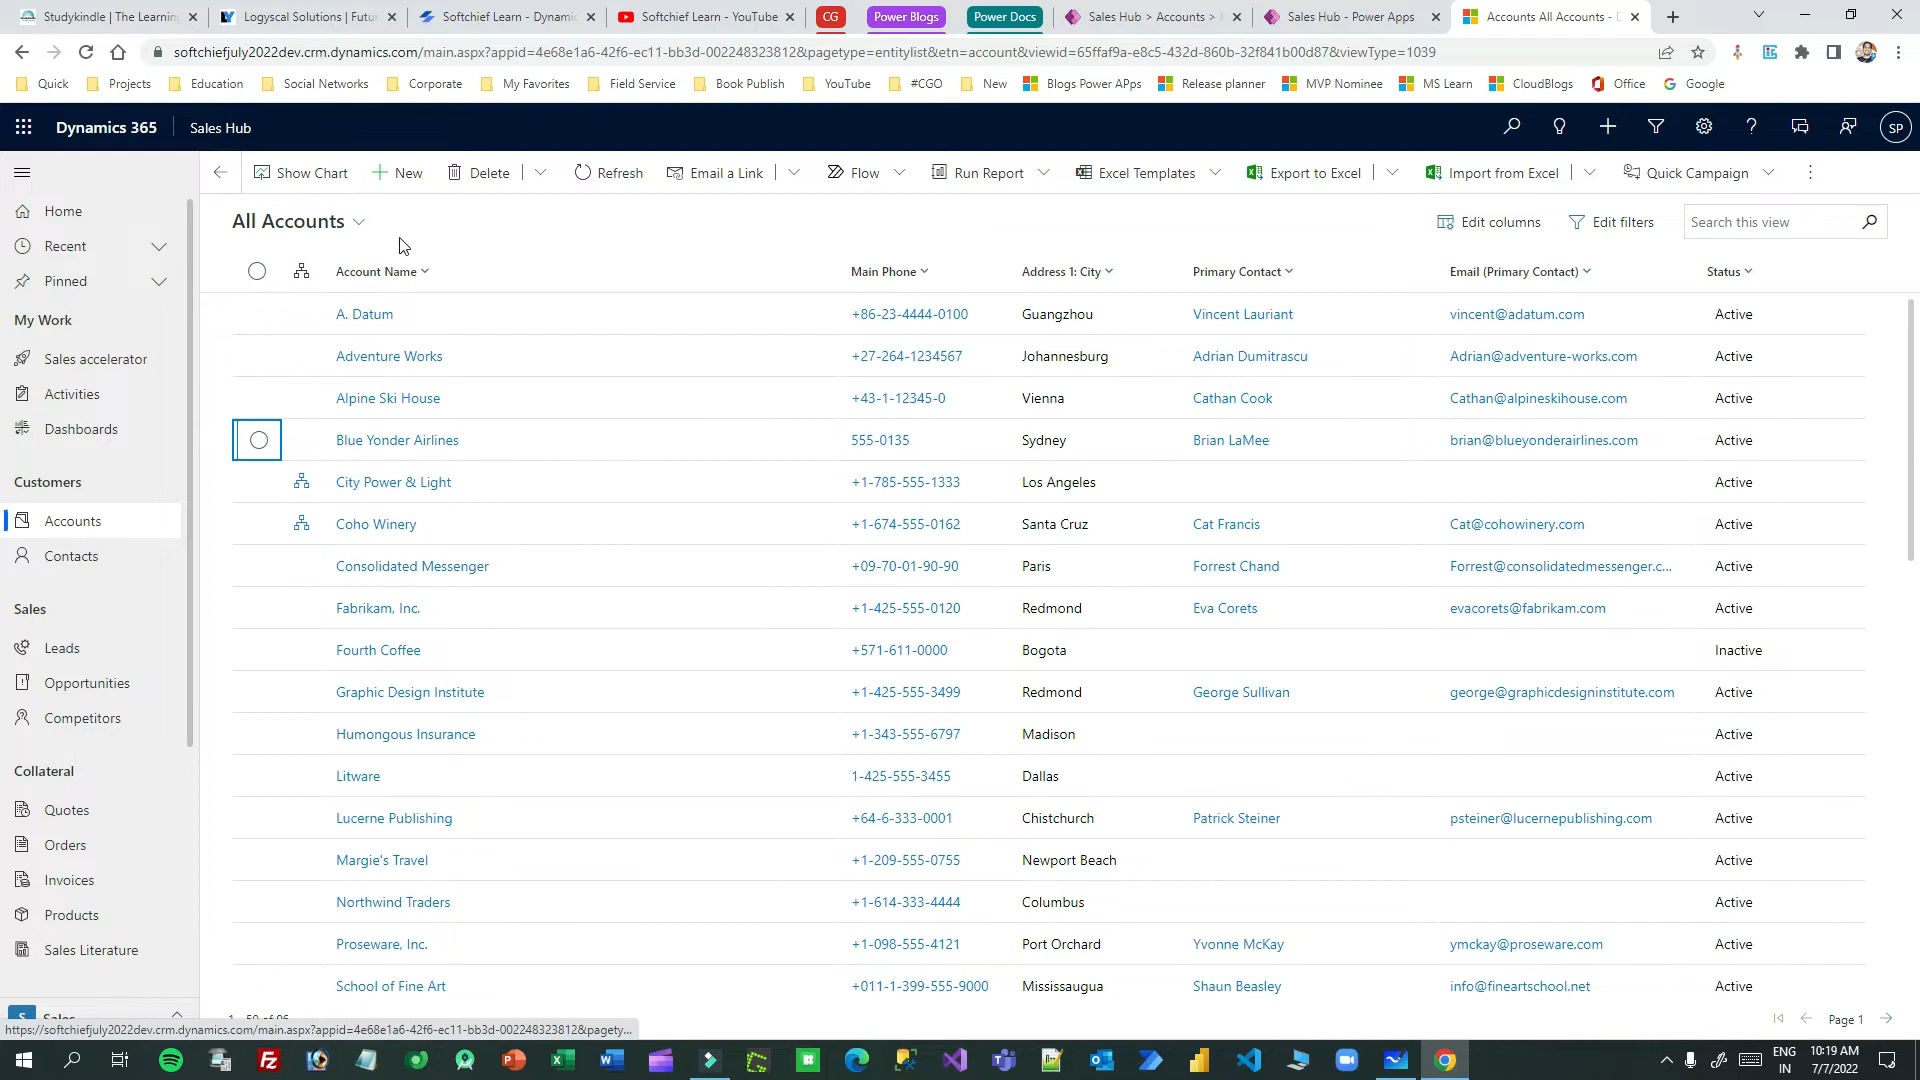 Studykindle | The Learning
Logyscal Solutions | Futur
Softchief Learn - Dynamic
Softchief Learn - YouTube
CG
Power Blogs
Power Docs
Sales Hub > Accounts >
Sales Hub - Power Apps
Accounts All Accounts -
softchiefjuly2022dev.crm.dynamics.com/main.aspx?appid=4e68e1a6-42f6-ec11-bb3d-002248323812&pagetype=entitylist&etn=account&viewid=65ffaf9a-e8c5-432d-860b-32f841b00d87&viewType=1039
Quick
Projects
Education
Social Networks
Corporate
My Favorites
Field Service
Book Publish
YouTube
#CGO
New
Blogs Power APps
Release planner
MVP Nominee
MS Learn
CloudBlogs
Office
Google
Dynamics 365
Sales Hub
SP
Show Chart
New
Delete
Refresh
Email a Link
Flow
Run Report
Excel Templates
Export to Excel
Import from Excel
Quick Campaign
Home
Recent
Pinned
My Work
Sales accelerator
Activities
Dashboards
Customers
Accounts
Contacts
Sales
Leads
Opportunities
Competitors
Collateral
Quotes
Orders
Invoices
Products
Sales Literature
S Sales
All Accounts
Edit columns
Edit filters
Search this view
Account Name Main Phone Address 1: City Primary Contact Email (Primary Contact) Status
A. Datum +86-23-4444-0100 Guangzhou Vincent Lauriant vincent@adatum.com Active
Adventure Works +27-264-1234567 Johannesburg Adrian Dumitrascu Adrian@adventure-works.com Active
Alpine Ski House +43-1-12345-0 Vienna Cathan Cook Cathan@alpineskihouse.com Active
Blue Yonder Airlines 555-0135 Sydney Brian LaMee brian@blueyonderairlines.com Active
City Power & Light +1-785-555-1333 Los Angeles Active
Coho Winery +1-674-555-0162 Santa Cruz Cat Francis Cat@cohowinery.com Active
Consolidated Messenger +09-70-01-90-90 Paris Forrest Chand Forrest@consolidatedmessenger.c... Active
Fabrikam, Inc. +1-425-555-0120 Redmond Eva Corets evacorets@fabrikam.com Active
Fourth Coffee +571-611-0000 Bogota Inactive
Graphic Design Institute +1-425-555-3499 Redmond George Sullivan george@graphicdesigninstitute.com Active
Humongous Insurance +1-343-555-6797 Madison Active
Litware 1-425-555-3455 Dallas Active
Lucerne Publishing +64-6-333-0001 Chistchurch Patrick Steiner psteiner@lucernepublishing.com Active
Margie's Travel +1-209-555-0755 Newport Beach Active
Northwind Traders +1-614-333-4444 Columbus Active
Proseware, Inc. +1-098-555-4121 Port Orchard Yvonne McKay ymckay@proseware.com Active
School of Fine Art +011-1-399-555-9000 Mississaugua Shaun Beasley info@fineartschool.net Active
Page 1
https://softchiefjuly2022dev.crm.dynamics.com/main.aspx?appid=4e68e1a6-42f6-ec11-bb3d-002248323812&pagety...
ENG
IN
10:19 AM
7/7/2022